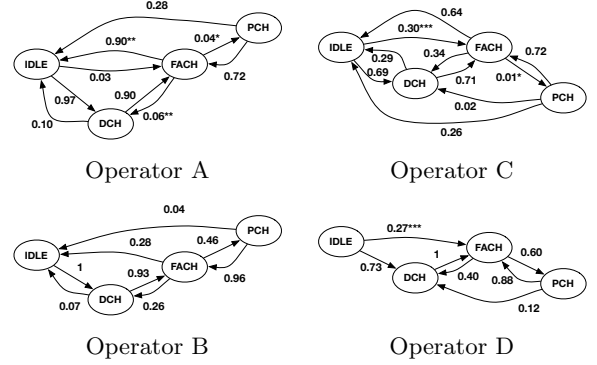 0.28
PCH
0.90**
0.04*
IDLE
FACH
0.03
0.72
0.97
0.90
0.10
DCH
0.06**
Operator A
0.64
0.30***
IDLE
FACH
0.29
0.34
0.72
0.69
DCH
0.71
0.01*
PCH
0.02
0.26
Operator C
0.04
PCH
0.28
0.46
IDLE
FACH
1
0.93
0.96
0.07
DCH
0.26
Operator B
0.27***
IDLE
FACH
0.73
1
0.60
DCH
0.40
0.88
PCH
0.12
Operator D